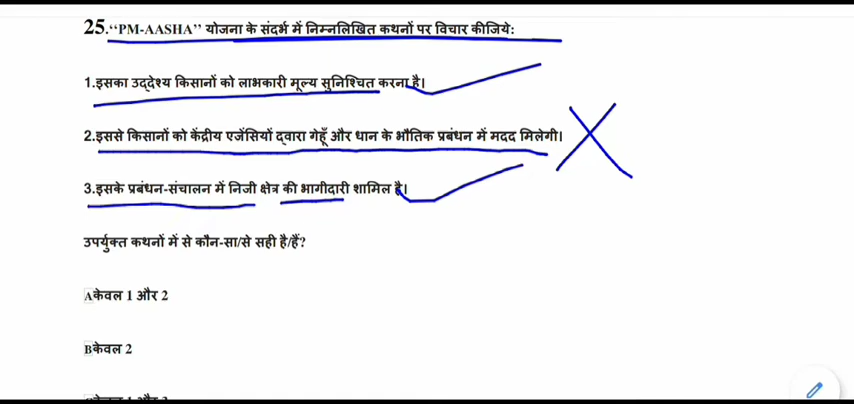 25.“PM-AASHA” योजना के संदर्भ में निम्नलिखित कथनों पर विचार कीजिये:
1.इसका उद्देश्य किसानों को लाभकारी मूल्य सुनिश्चित करना है।
2.इससे किसानों को केंद्रीय एजेंसियों द्वारा गेहूँ और धान के भौतिक प्रबंधन में मदद मिलेगी।
3.इसके प्रबंधन-संचालन में निजी क्षेत्र की भागीदारी शामिल है।
उपर्युक्त कथनों में से कौन-सा/से सही है/हैं?
Aकेवल 1 और 2
Bकेवल 2